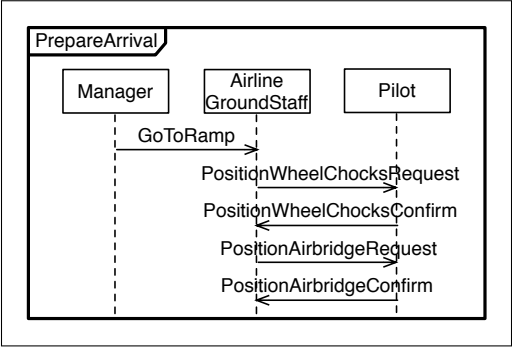 PrepareArrival
Manager
Airline
GroundStaff
Pilot
GoToRamp
PositionWheelChocksRequest
PositionWheelChocksConfirm
PositionAirbridgeRequest
PositionAirbridgeConfirm